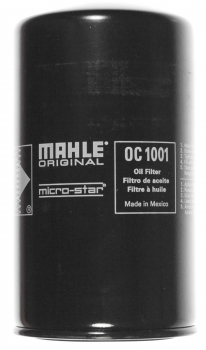 MAHLE®
ORIGINAL
micro-star®
OC 1001
Oil Filter
Filtro de aceite
Filtre à huile
Made in Mexico